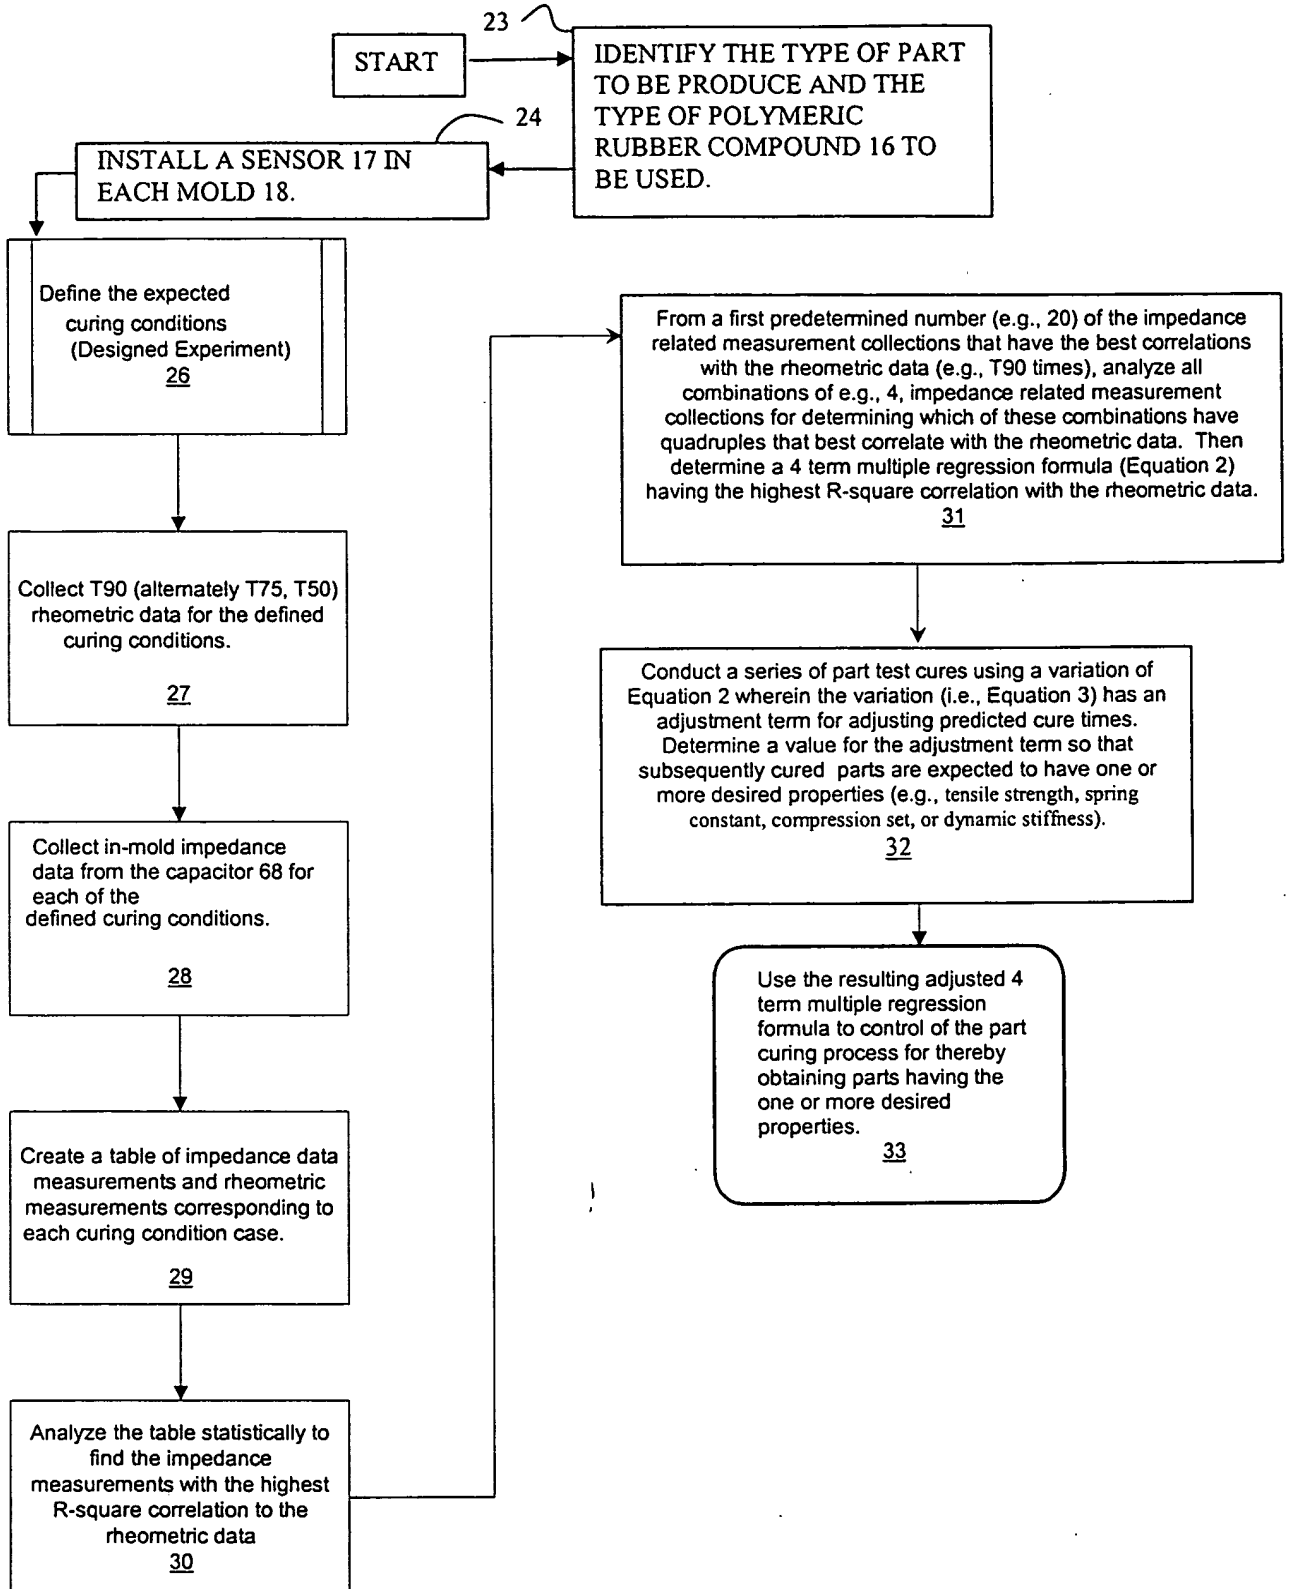 START
23
IDENTIFY THE TYPE OF PART
TO BE PRODUCE AND THE
TYPE OF POLYMERIC
RUBBER COMPOUND 16 TO
BE USED.
24
INSTALL A SENSOR 17 IN
EACH MOLD 18.
Define the expected
curing conditions
(Designed Experiment)
26
Collect T90 (alternately T75, T50)
rheometric data for the defined
curing conditions.
27
Collect in-mold impedance
data from the capacitor 68 for
each of the
defined curing conditions.
28
Create a table of impedance data
measurements and rheometric
measurements corresponding to
each curing condition case.
29
Analyze the table statistically to
find the impedance
measurements with the highest
R-square correlation to the
rheometric data
30
From a first predetermined number (e.g., 20) of the impedance
related measurement collections that have the best correlations
with the rheometric data (e.g., T90 times), analyze all
combinations of e.g., 4, impedance related measurement
collections for determining which of these combinations have
quadruples that best correlate with the rheometric data. Then
determine a 4 term multiple regression formula (Equation 2)
having the highest R-square correlation with the rheometric data.
31
Conduct a series of part test cures using a variation of
Equation 2 wherein the variation (i.e., Equation 3) has an
adjustment term for adjusting predicted cure times.
Determine a value for the adjustment term so that
subsequently cured parts are expected to have one or
more desired properties (e.g., tensile strength, spring
constant, compression set, or dynamic stiffness).
32
Use the resulting adjusted 4
term multiple regression
formula to control of the part
curing process for thereby
obtaining parts having the
one or more desired
properties.
33